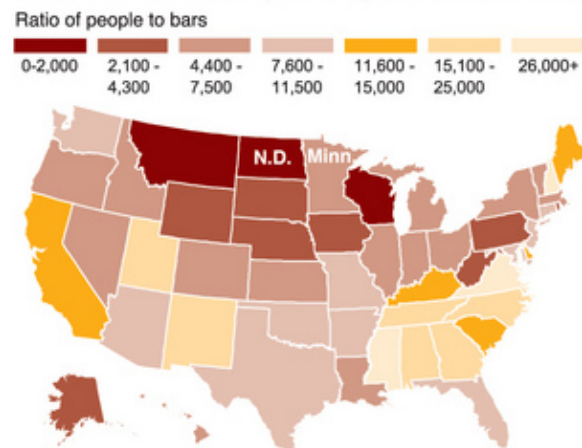 Ratio of people to bars
0-2,000 2,100 - 4,400 - 7,600 - 11,600 - 15,100 - 26,000+
4,300 7,500 11,500 15,000 25,000
N.D. Minn